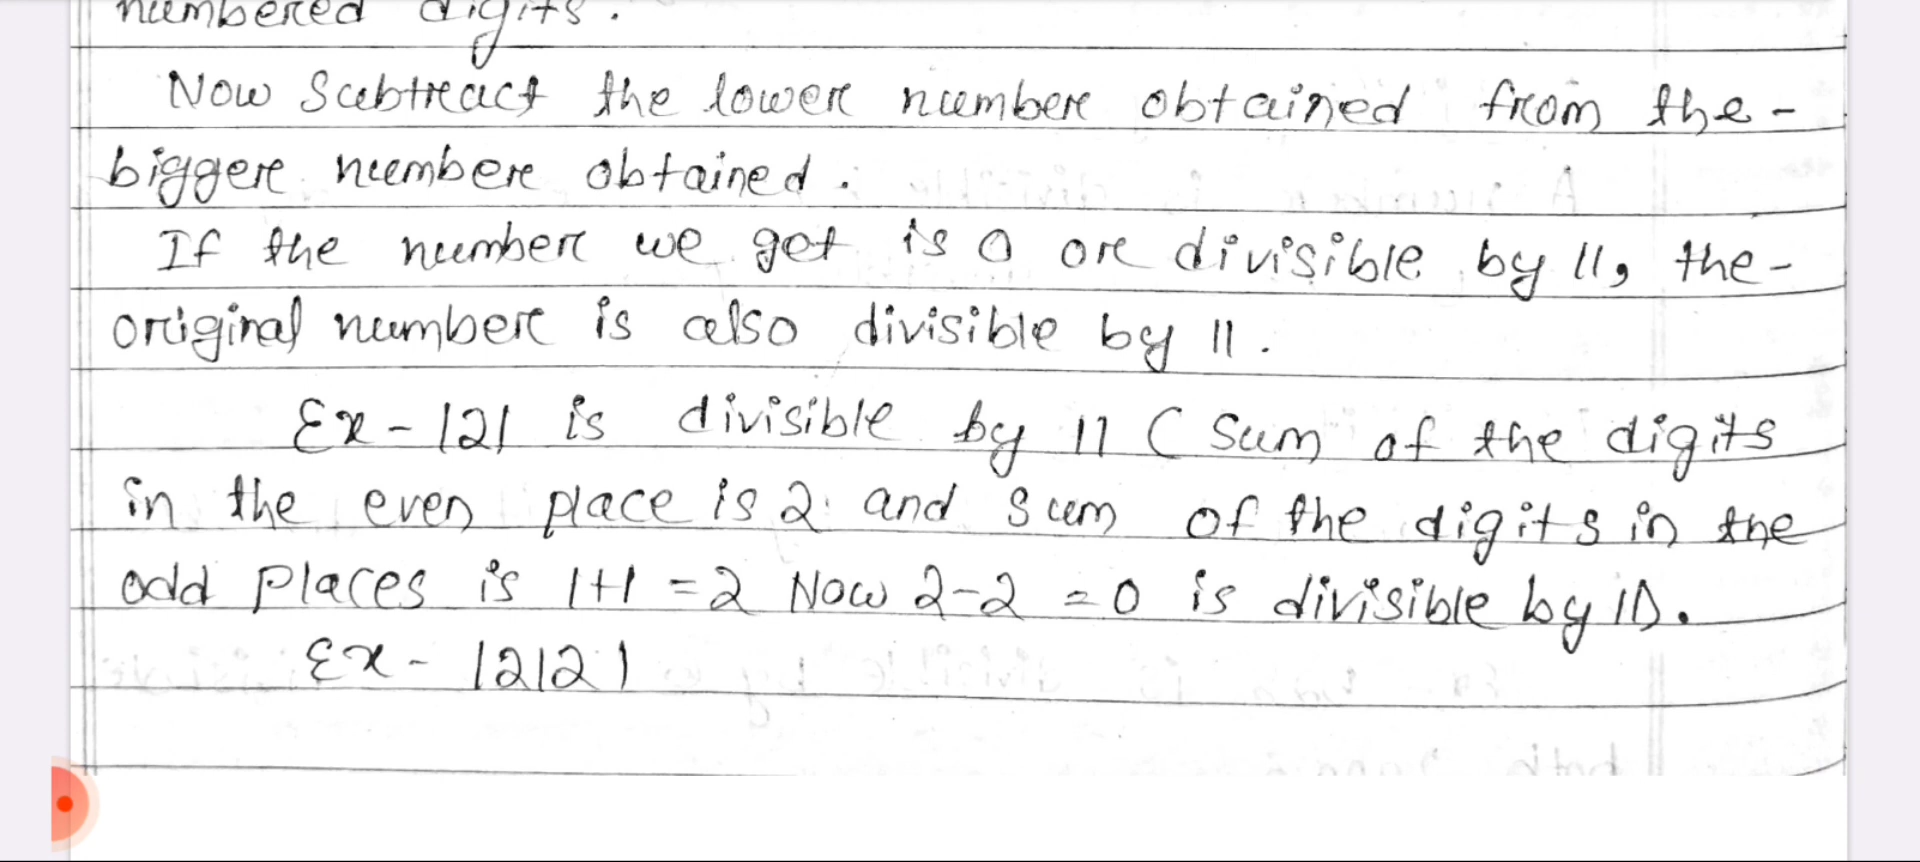 numbered digits.
Now Subtract the lower number obtained from the-
bigger number obtained.
If the number we get is 0 or divisible by 11, the-
original number is also divisible by 11.
Ex - 121 is divisible by 11 ( Sum of the digits
in the even place is 2 and Sum of the digits in the
odd places is 1+1 = 2 Now 2-2 = 0 is divisible by 11).
Ex - 12121